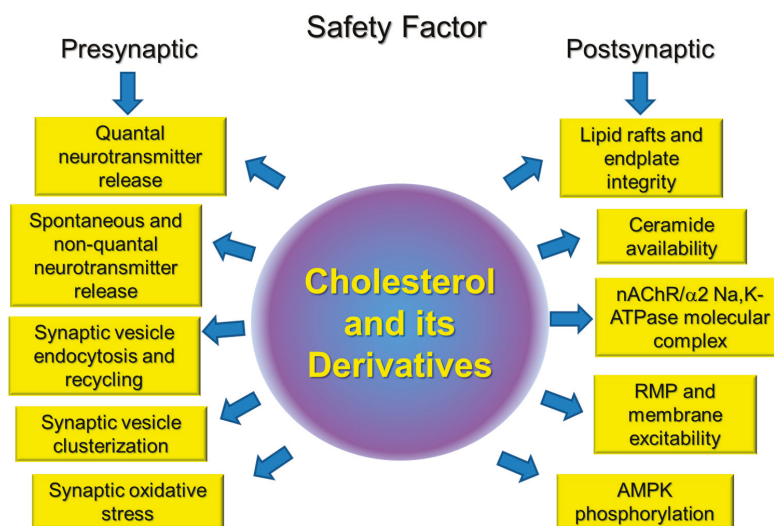 Safety Factor
Presynaptic
Quantal
neurotransmitter
release
Spontaneous and
non-quantal
neurotransmitter
release
Synaptic vesicle
endocytosis and
recycling
Synaptic vesicle
clusterization
Synaptic oxidative
stress
Cholesterol
and its
Derivatives
Postsynaptic
Lipid rafts and
endplate
integrity
Ceramide
availability
nAChR/α2 Na,K-
ATPase molecular
complex
RMP and
membrane
excitability
AMPK
phosphorylation